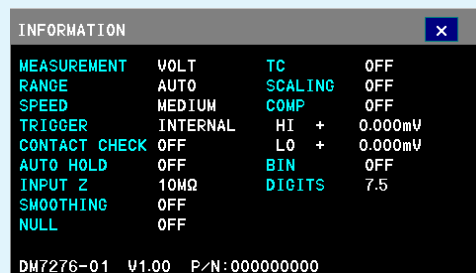 INFORMATION ×
MEASUREMENT VOLT TC OFF
RANGE AUTO SCALING OFF
SPEED MEDIUM COMP OFF
TRIGGER INTERNAL HI + 0.000mV
CONTACT CHECK OFF LO + 0.000mV
AUTO HOLD OFF BIN OFF
INPUT Z 10MΩ DIGITS 7.5
SMOOTHING OFF
NULL OFF
DM7276-01 V1.00 P/N:000000000